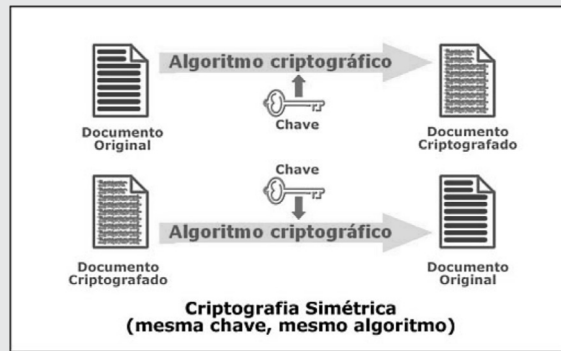 Algoritmo criptográfico
Chave
Documento
Original
Documento
Criptografado
Chave
Algoritmo criptográfico
Documento
Criptografado
Documento
Original
Criptografia Simétrica
(mesma chave, mesmo algoritmo)